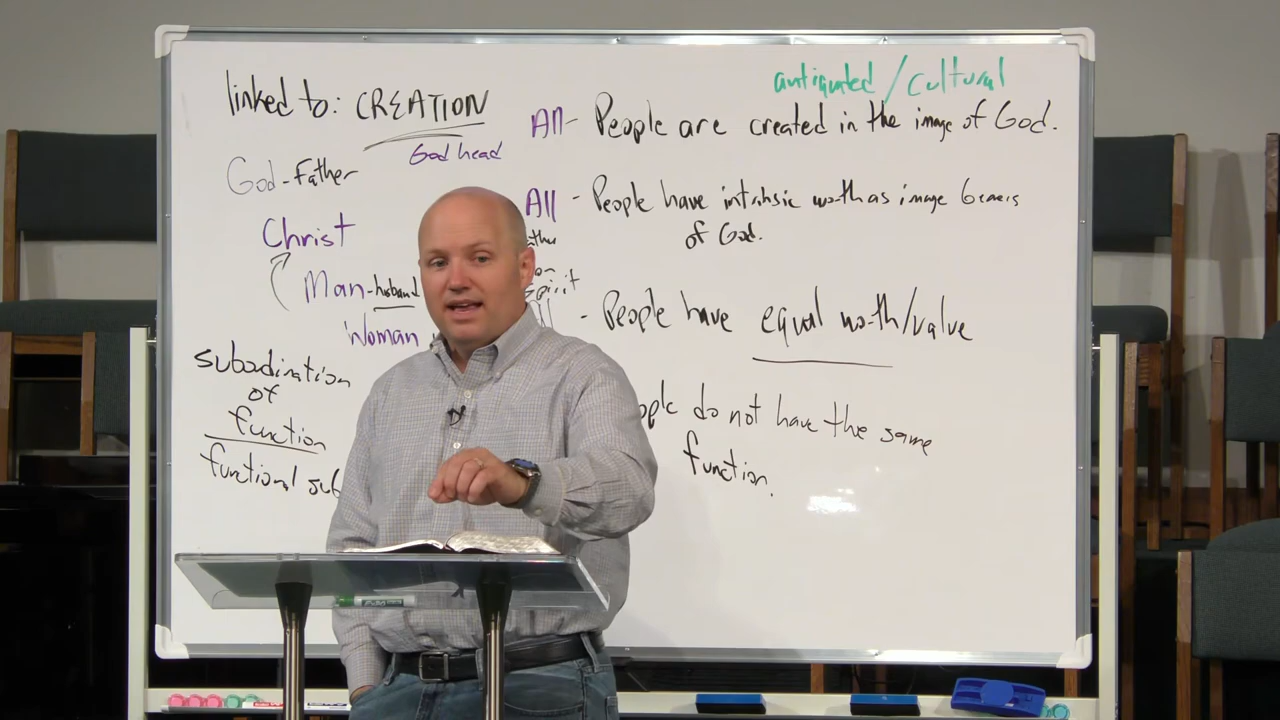 antiquated / cultural
linked to: CREATION
God head
God-Father
Christ
Man-husband
Woman
subordination
of
function
functional
All- People are created in the image of God.
All - People have intrinsic worth as image bearers
of God.
Spirit
- People have equal worth/value
do not have the same
function.